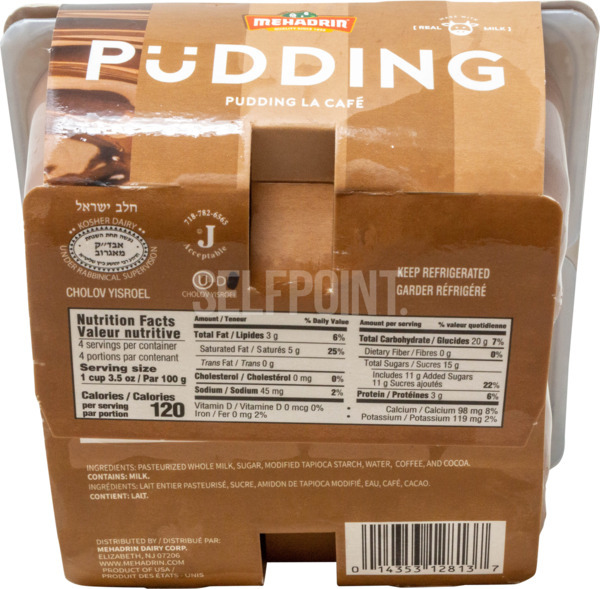 MEHADRIN
[ REAL MILK ]
PÜDDING
PUDDING LA CAFÉ
חלב ישראל
KOSHER DAIRY
אבד״ק
מאגרוב
UNDER RABBINICAL SUPERVISION
CHOLOV YISROEL
718-782-6565
J
Acceptable
U D
CHOLOV YISROEL
SELFPOINT.
KEEP REFRIGERATED
GARDER RÉFRIGÉRÉ
Nutrition Facts
Valeur nutritive
4 servings per container
4 portions par contenant
Serving size
1 cup 3.5 oz / Par 100 g
Calories / Calories
per serving
par portion
120
Amount / Teneur % Daily Value
Total Fat / Lipides 3 g 6%
Saturated Fat / Saturés 5 g 25%
Trans Fat / Trans 0 g
Cholesterol / Cholestérol 0 mg 0%
Sodium / Sodium 45 mg 2%
Vitamin D / Vitamine D 0 mcg 0%
Iron / Fer 0 mg 2%
Amount per serving % valeur quotidienne
Total Carbohydrate / Glucides 20 g 7%
Dietary Fiber / Fibres 0 g 0%
Total Sugars / Sucres 15 g
Includes 11 g Added Sugars
11 g Sucres ajoutés 22%
Protein / Protéines 3 g 6%
Calcium / Calcium 98 mg 8%
Potassium / Potassium 119 mg 2%
INGREDIENTS: PASTEURIZED WHOLE MILK, SUGAR, MODIFIED TAPIOCA STARCH, WATER, COFFEE, AND COCOA.
CONTAINS: MILK.
INGRÉDIENTS: LAIT ENTIER PASTEURISÉ, SUCRE, AMIDON DE TAPIOCA MODIFIÉ, EAU, CAFÉ, CACAO.
CONTIENT: LAIT.
DISTRIBUTED BY / DISTRIBUÉ PAR:
MEHADRIN DAIRY CORP.
ELIZABETH, NJ 07206
WWW.MEHADRIN.COM
PRODUCT OF USA /
PRODUIT DES ÉTATS - UNIS
0 14353 12813 7